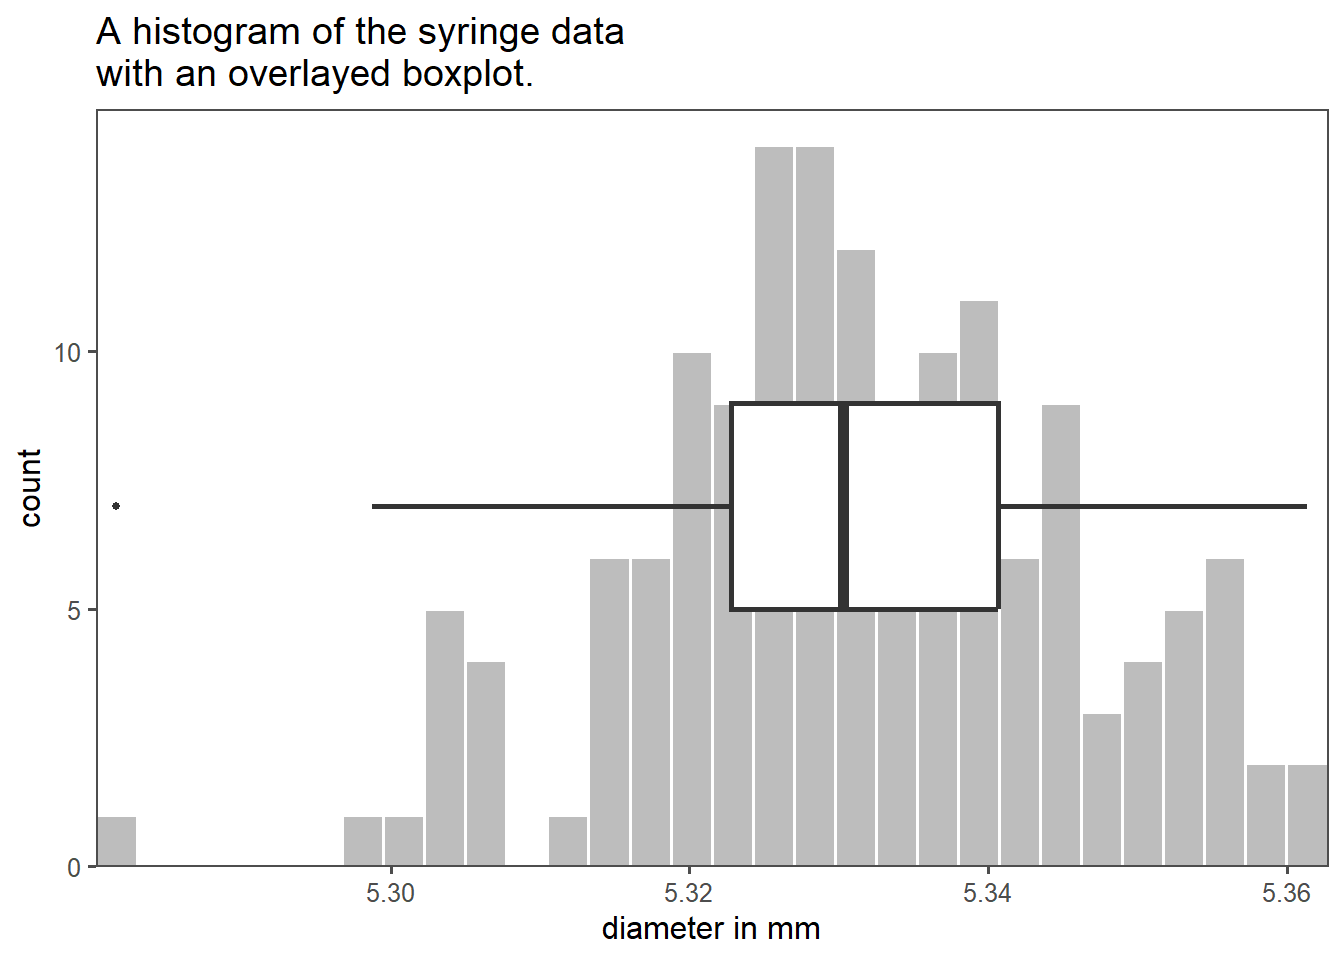 A histogram of the syringe data
with an overlayed boxplot.
count
10
5
0
5.30
5.32
5.34
5.36
diameter in mm